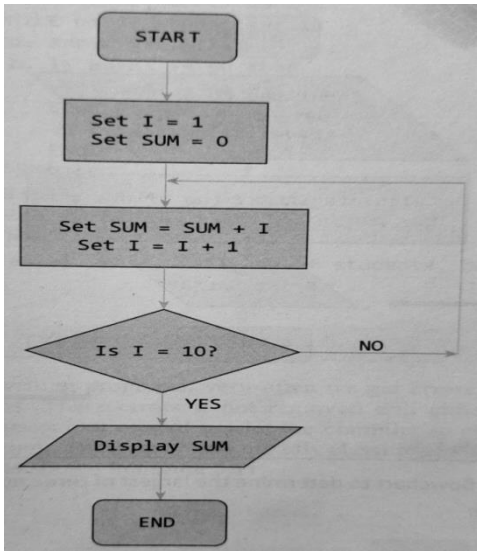 START
Set I = 1
Set SUM = 0
Set SUM = SUM + I
Set I = I + 1
Is I = 10?
NO
YES
Display SUM
END